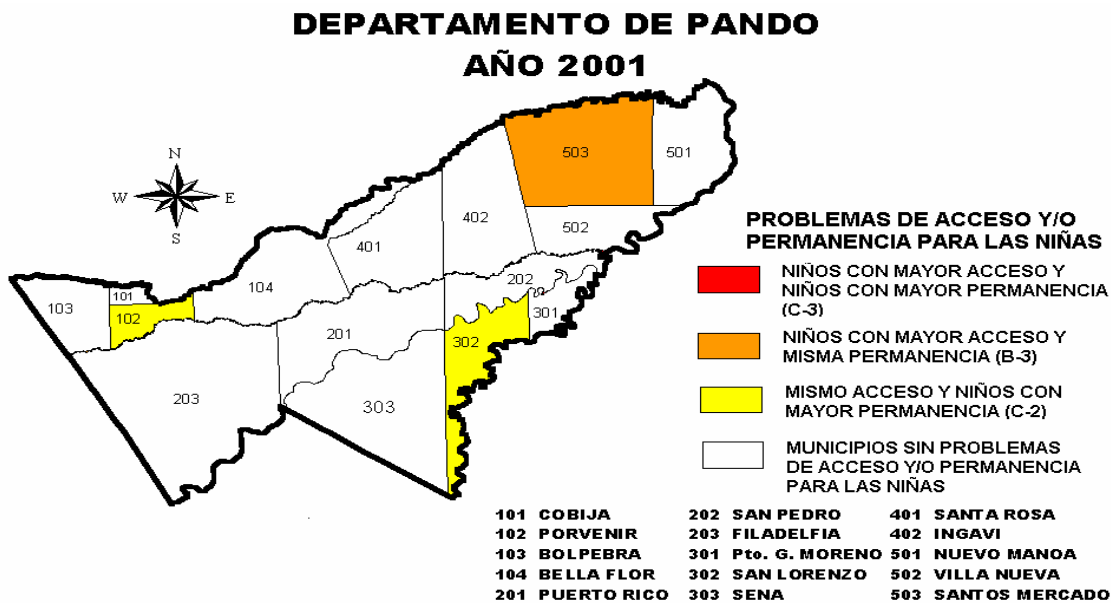 DEPARTAMENTO DE PANDO
AÑO 2001
N
W E
S
503
501
402
502
401
104
202
101
103
102
301
201
302
203
303
PROBLEMAS DE ACCESO Y/O
PERMANENCIA PARA LAS NIÑAS
NIÑOS CON MAYOR ACCESO Y
NIÑOS CON MAYOR PERMANENCIA
(C-3)
NIÑOS CON MAYOR ACCESO Y
MISMA PERMANENCIA (B-3)
MISMO ACCESO Y NIÑOS CON
MAYOR PERMANENCIA (C-2)
MUNICIPIOS SIN PROBLEMAS
DE ACCESO Y/O PERMANENCIA
PARA LAS NIÑAS
101 COBIJA 202 SAN PEDRO 401 SANTA ROSA
102 PORVENIR 203 FILADELFIA 402 INGAVI
103 BOLPEBRA 301 Pto. G. MORENO 501 NUEVO MANOA
104 BELLA FLOR 302 SAN LORENZO 502 VILLA NUEVA
201 PUERTO RICO 303 SENA 503 SANTOS MERCADO